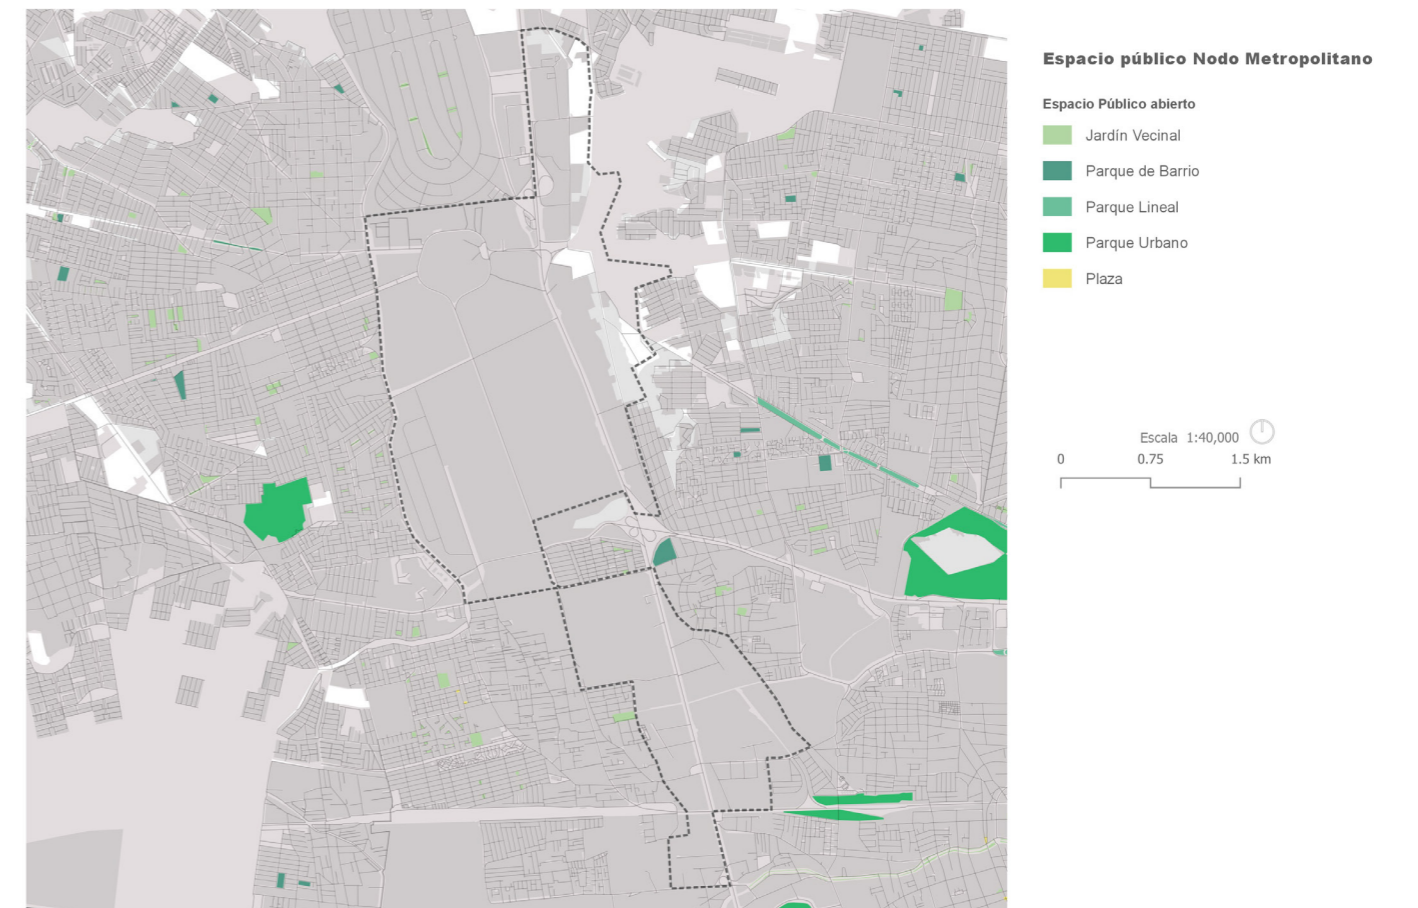 Espacio público Nodo Metropolitano
Espacio Público abierto
Jardín Vecinal
Parque de Barrio
Parque Lineal
Parque Urbano
Plaza
Escala 1:40,000
0 0.75 1.5 km